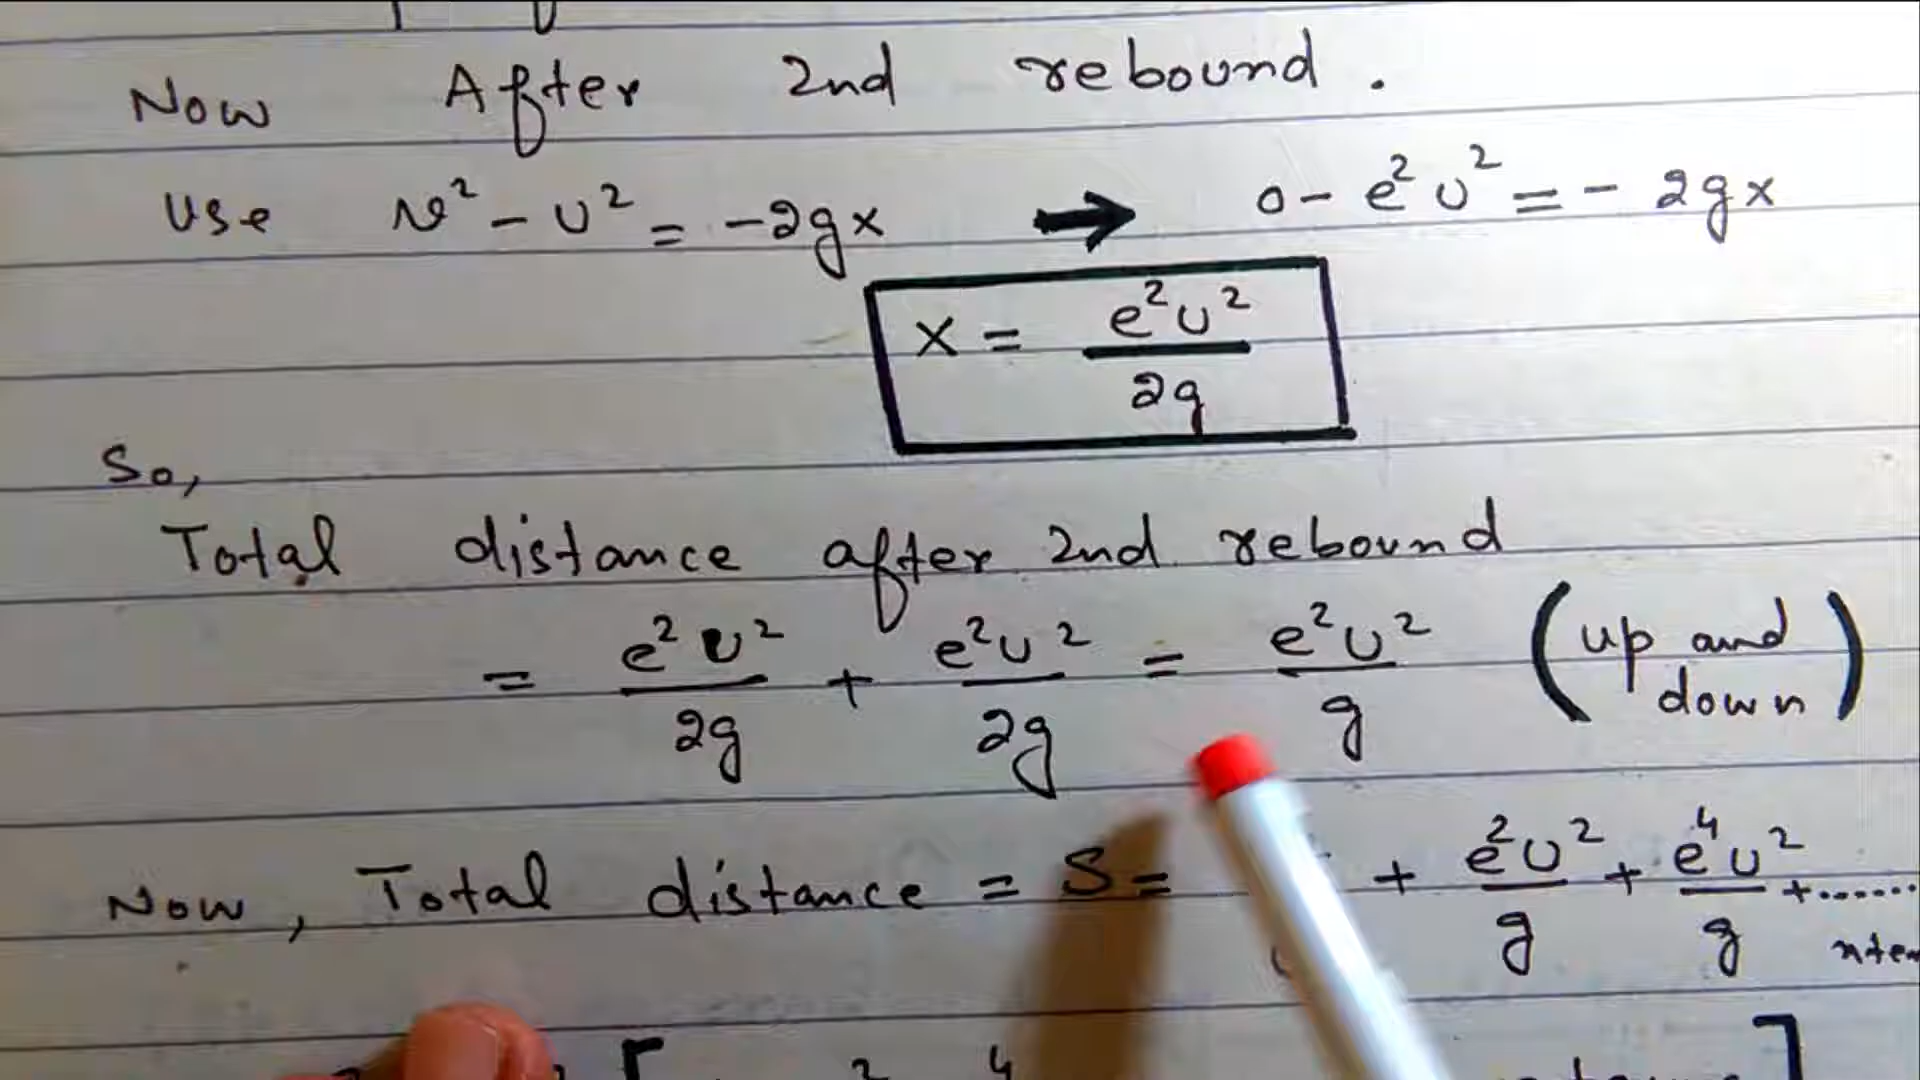 Now After 2nd rebound.
Use v² - u² = -2gx → 0 - e²u² = - 2gx
x = e²u² / 2g
So,
Total distance after 2nd rebound
= e²u² / 2g + e²u² / 2g = e²u² / g (up and down)
Now, Total distance = S = + e²u² / g + e⁴u² / g + ......